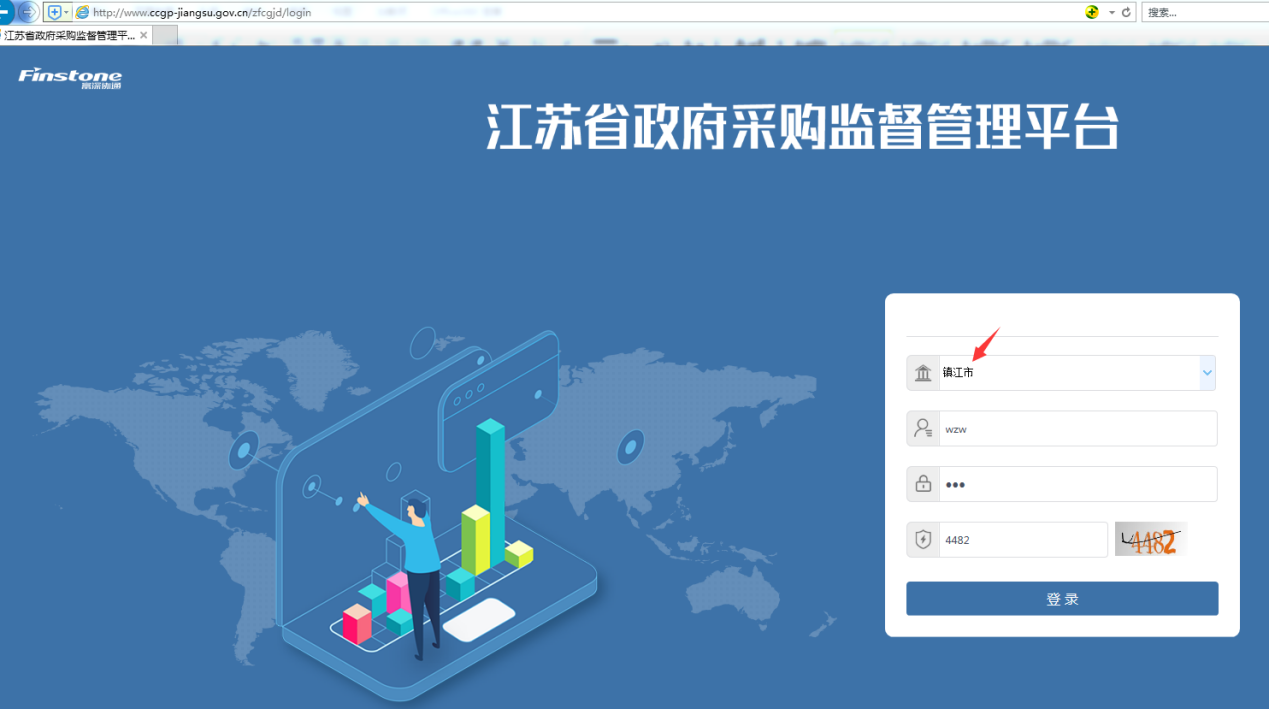 http://www.ccgp-jiangsu.gov.cn/zfcgjd/login
搜索...
江苏省政府采购监督管理平...
Finstone
江苏省政府采购监督管理平台
镇江市
wzw
4482
4482
登录